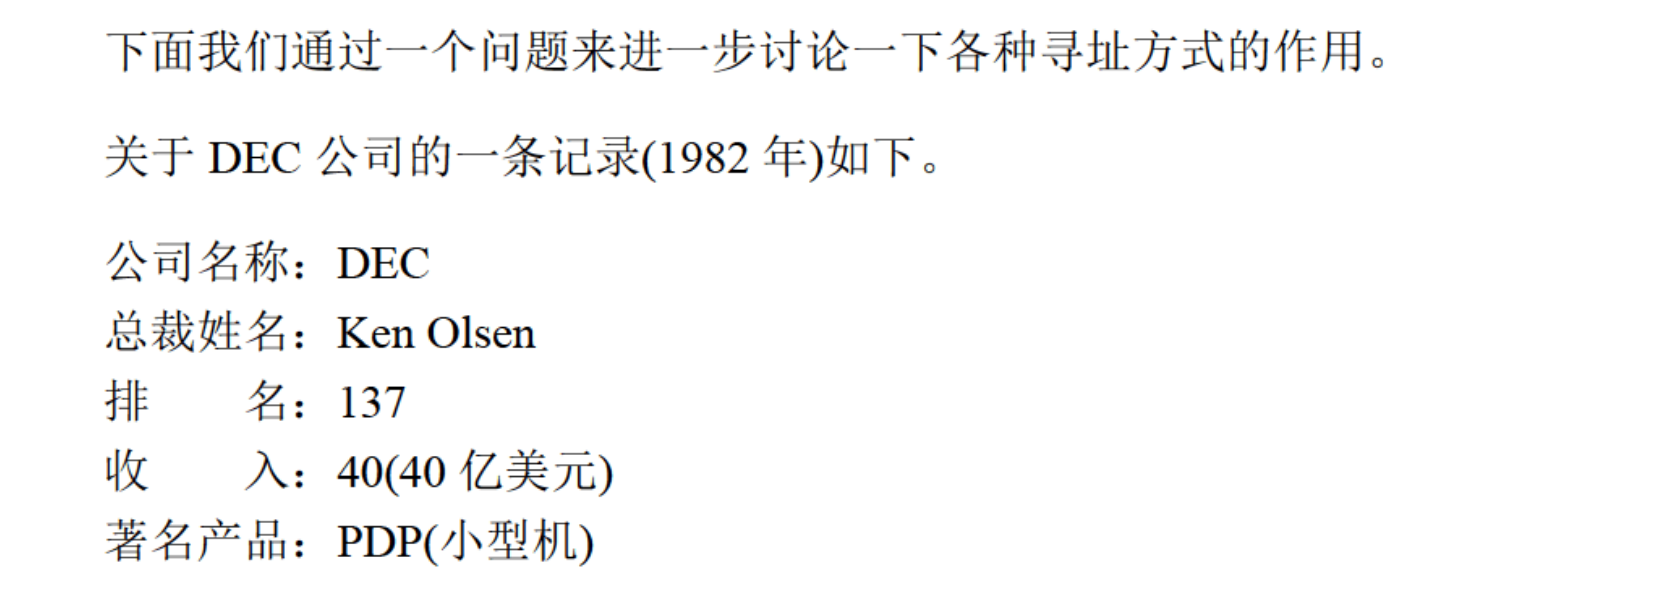 下面我们通过一个问题来进一步讨论一下各种寻址方式的作用。
关于 DEC 公司的一条记录(1982 年)如下。
公司名称：DEC
总裁姓名：Ken Olsen
排　　名：137
收　　入：40(40 亿美元)
著名产品：PDP(小型机)